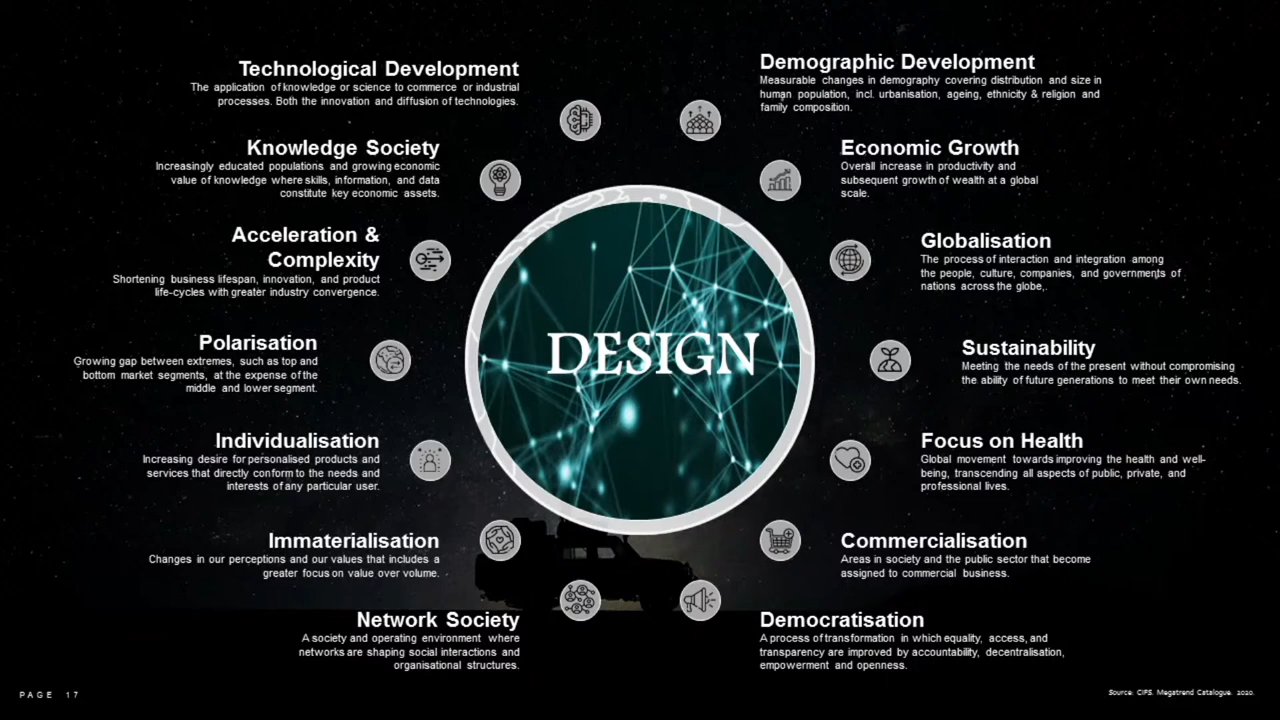 Technological Development
The application of knowledge or science to commerce or industrial
processes. Both the innovation and diffusion of technologies.
Knowledge Society
Increasingly educated populations and growing economic
value of knowledge where skills, information, and data
constitute key economic assets.
Acceleration &
Complexity
Shortening business lifespan, innovation, and product
life-cycles with greater industry convergence.
Polarisation
Growing gap between extremes, such as top and
bottom market segments, at the expense of the
middle and lower segment.
Individualisation
Increasing desire for personalised products and
services that directly conform to the needs and
interests of any particular user.
Immaterialisation
Changes in our perceptions and our values that includes a
greater focus on value over volume.
Network Society
A society and operating environment where
networks are shaping social interactions and
organisational structures.
DESIGN
Demographic Development
Measurable changes in demography covering distribution and size in
human population, incl. urbanisation, ageing, ethnicity & religion and
family composition.
Economic Growth
Overall increase in productivity and
subsequent growth of wealth at a global
scale.
Globalisation
The process of interaction and integration among
the people, culture, companies, and governments of
nations across the globe,.
Sustainability
Meeting the needs of the present without compromising
the ability of future generations to meet their own needs.
Focus on Health
Global movement towards improving the health and well-
being, transcending all aspects of public, private, and
professional lives.
Commercialisation
Areas in society and the public sector that become
assigned to commercial business.
Democratisation
A process of transformation in which equality, access, and
transparency are improved by accountability, decentralisation,
empowerment and openness.
PAGE 17
Source: CIFS. Megatrend Catalogue. 2020.